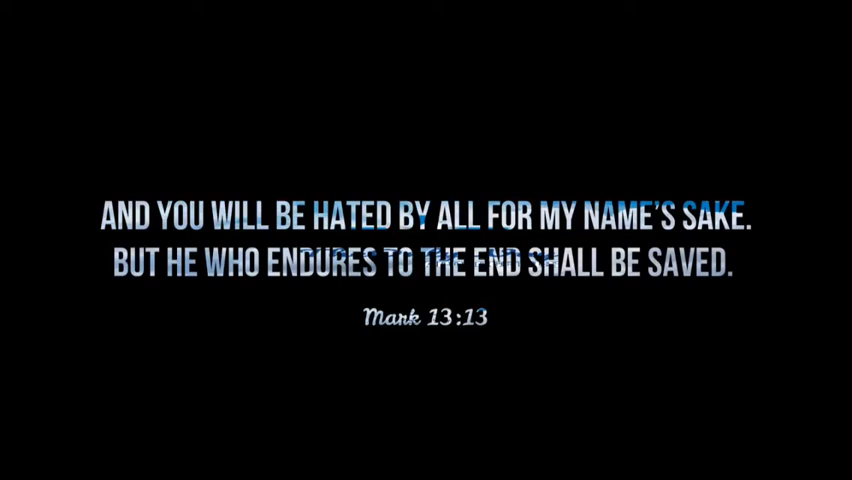 AND YOU WILL BE HATED BY ALL FOR MY NAME'S SAKE.
BUT HE WHO ENDURES TO THE END SHALL BE SAVED.
Mark 13:13